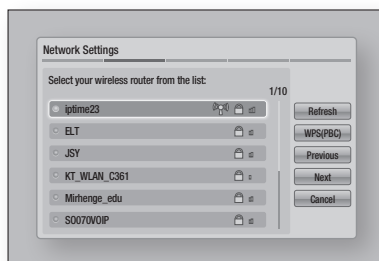 Network Settings
Select your wireless router from the list:
1/10
iptime23
ELT
JSY
KT_WLAN_C361
Mirhenge_edu
SO070VOIP
Refresh
WPS(PBC)
Previous
Next
Cancel